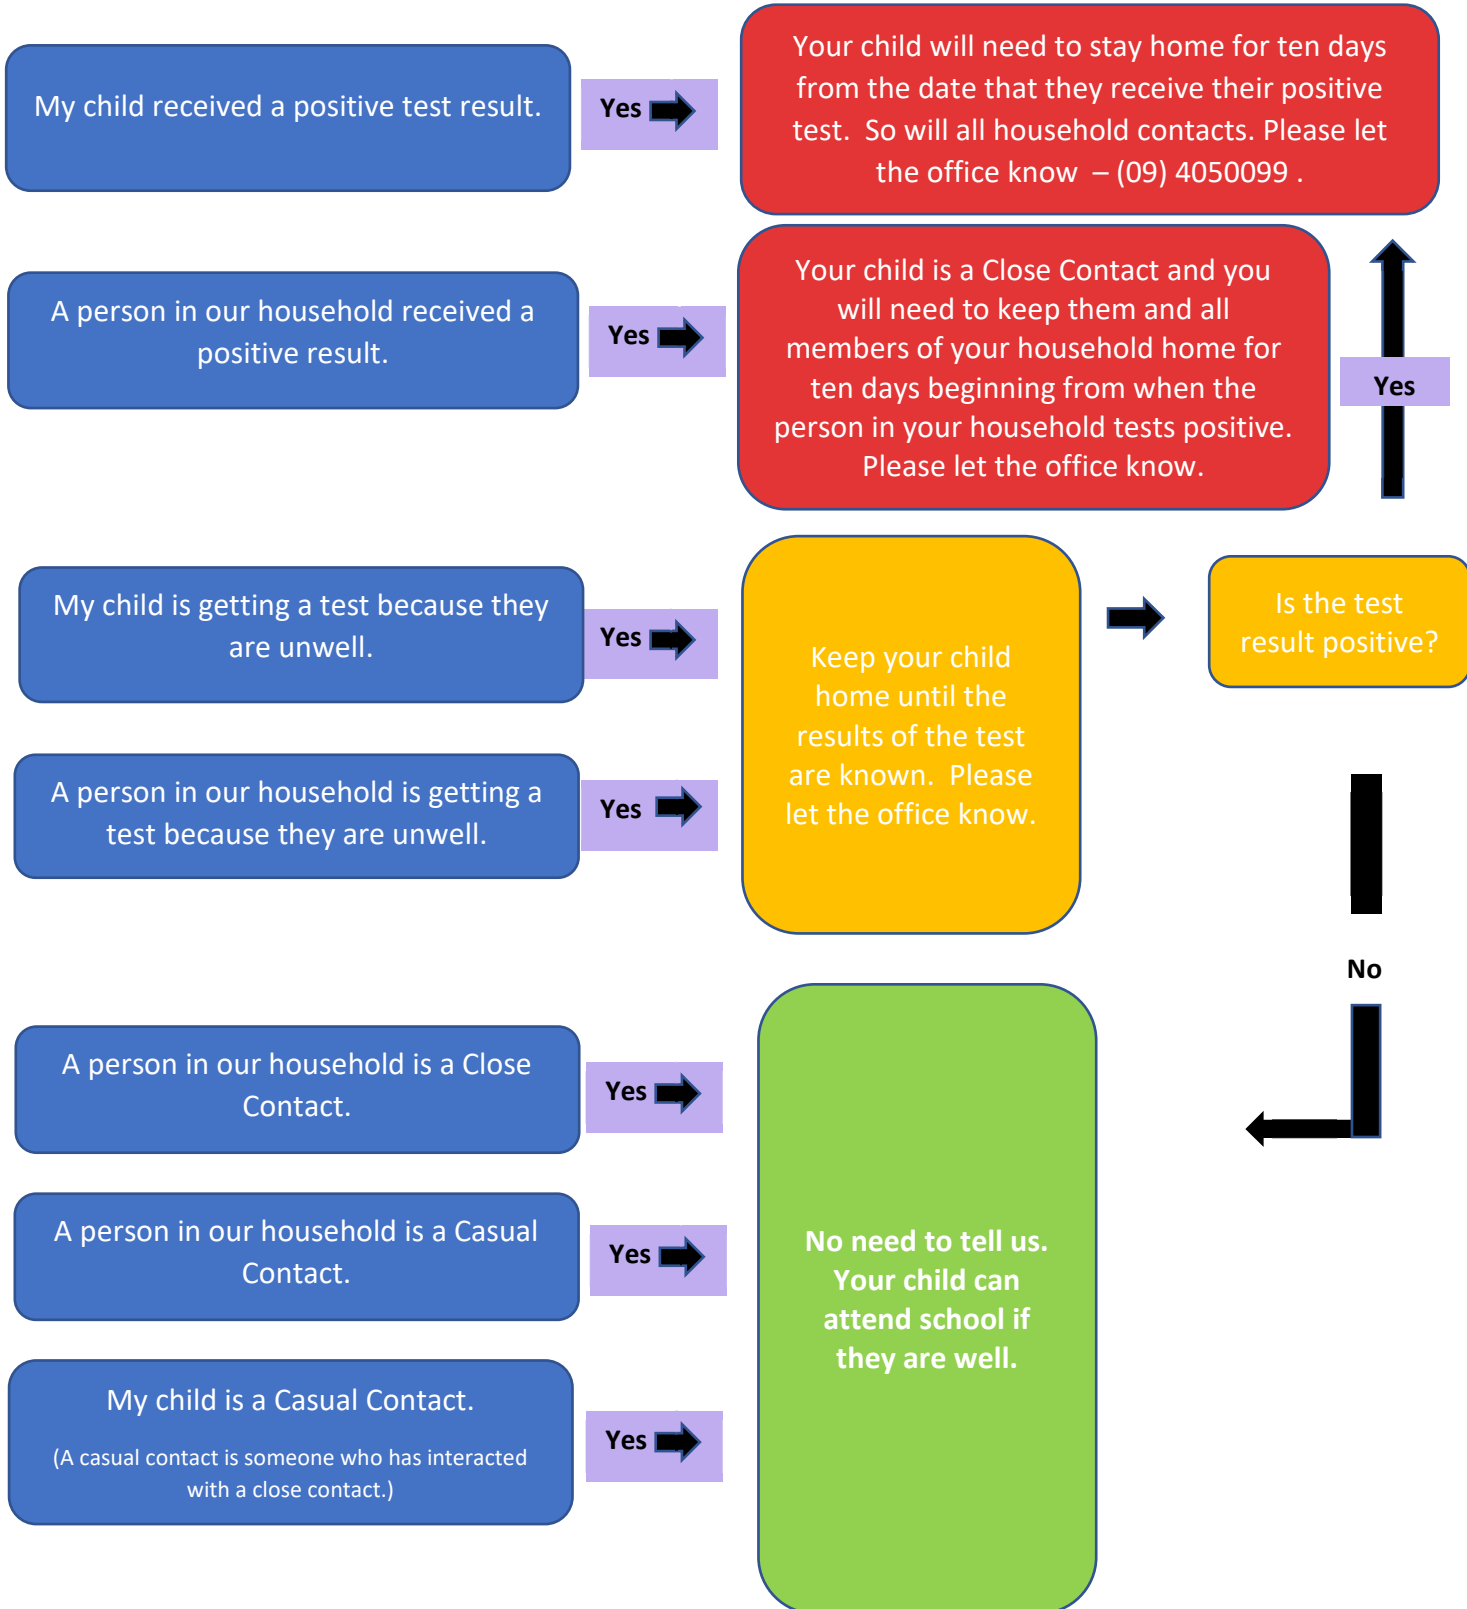 My child received a positive test result.
Yes
Your child will need to stay home for ten days
from the date that they receive their positive
test.  So will all household contacts. Please let
the office know  – (09) 4050099 .
A person in our household received a
positive result.
Yes
Your child is a Close Contact and you
will need to keep them and all
members of your household home for
ten days beginning from when the
person in your household tests positive.
Please let the office know.
Yes
My child is getting a test because they
are unwell.
Yes
A person in our household is getting a
test because they are unwell.
Yes
Keep your child
home until the
results of the test
are known.  Please
let the office know.
Is the test
result positive?
No
A person in our household is a Close
Contact.
Yes
A person in our household is a Casual
Contact.
Yes
My child is a Casual Contact.
(A casual contact is someone who has interacted
with a close contact.)
Yes
No need to tell us.
Your child can
attend school if
they are well.